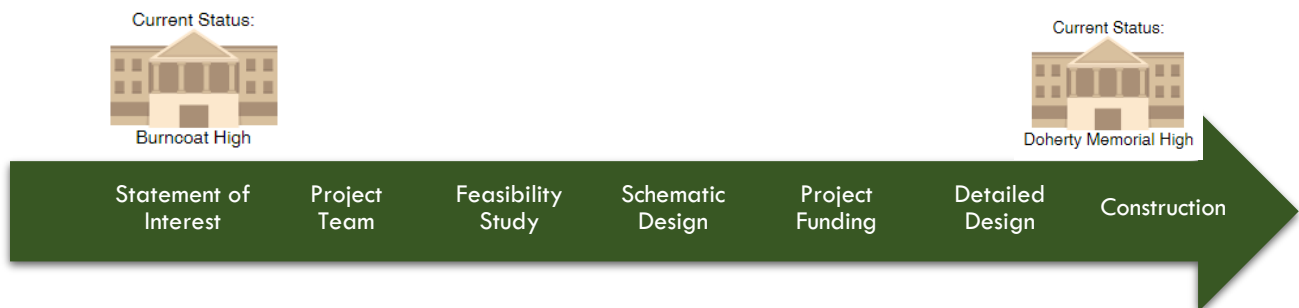 Current Status:
Burncoat High
Current Status:
Doherty Memorial High
Statement of
Interest
Project
Team
Feasibility
Study
Schematic
Design
Project
Funding
Detailed
Design
Construction